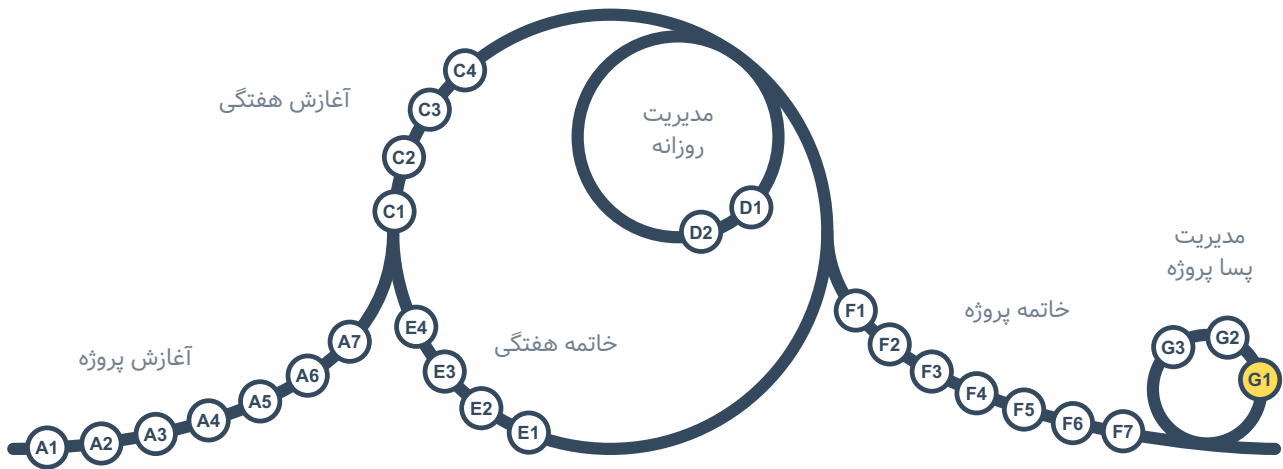 آغازش پروژه
A1
A2
A3
A4
A5
A6
A7
آغازش هفتگی
C1
C2
C3
C4
مدیریت
روزانه
D1
D2
خاتمه هفتگی
E1
E2
E3
E4
خاتمه پروژه
F1
F2
F3
F4
F5
F6
F7
مدیریت
پسا پروژه
G1
G2
G3